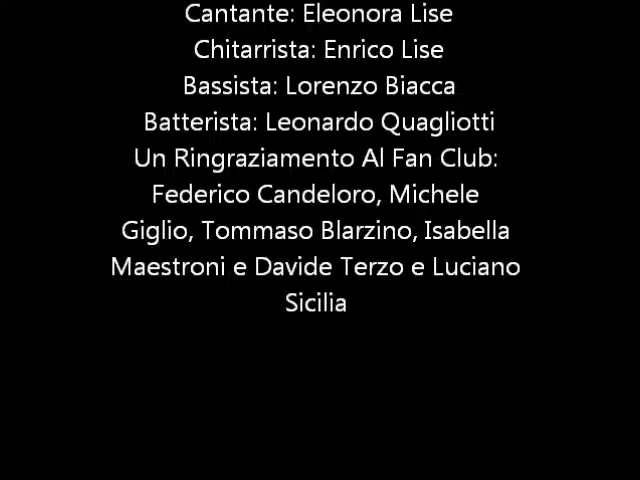 Cantante: Eleonora Lise
Chitarrista: Enrico Lise
Bassista: Lorenzo Biacca
Batterista: Leonardo Quagliotti
Un Ringraziamento Al Fan Club:
Federico Candeloro, Michele
Giglio, Tommaso Blarzino, Isabella
Maestroni e Davide Terzo e Luciano
Sicilia